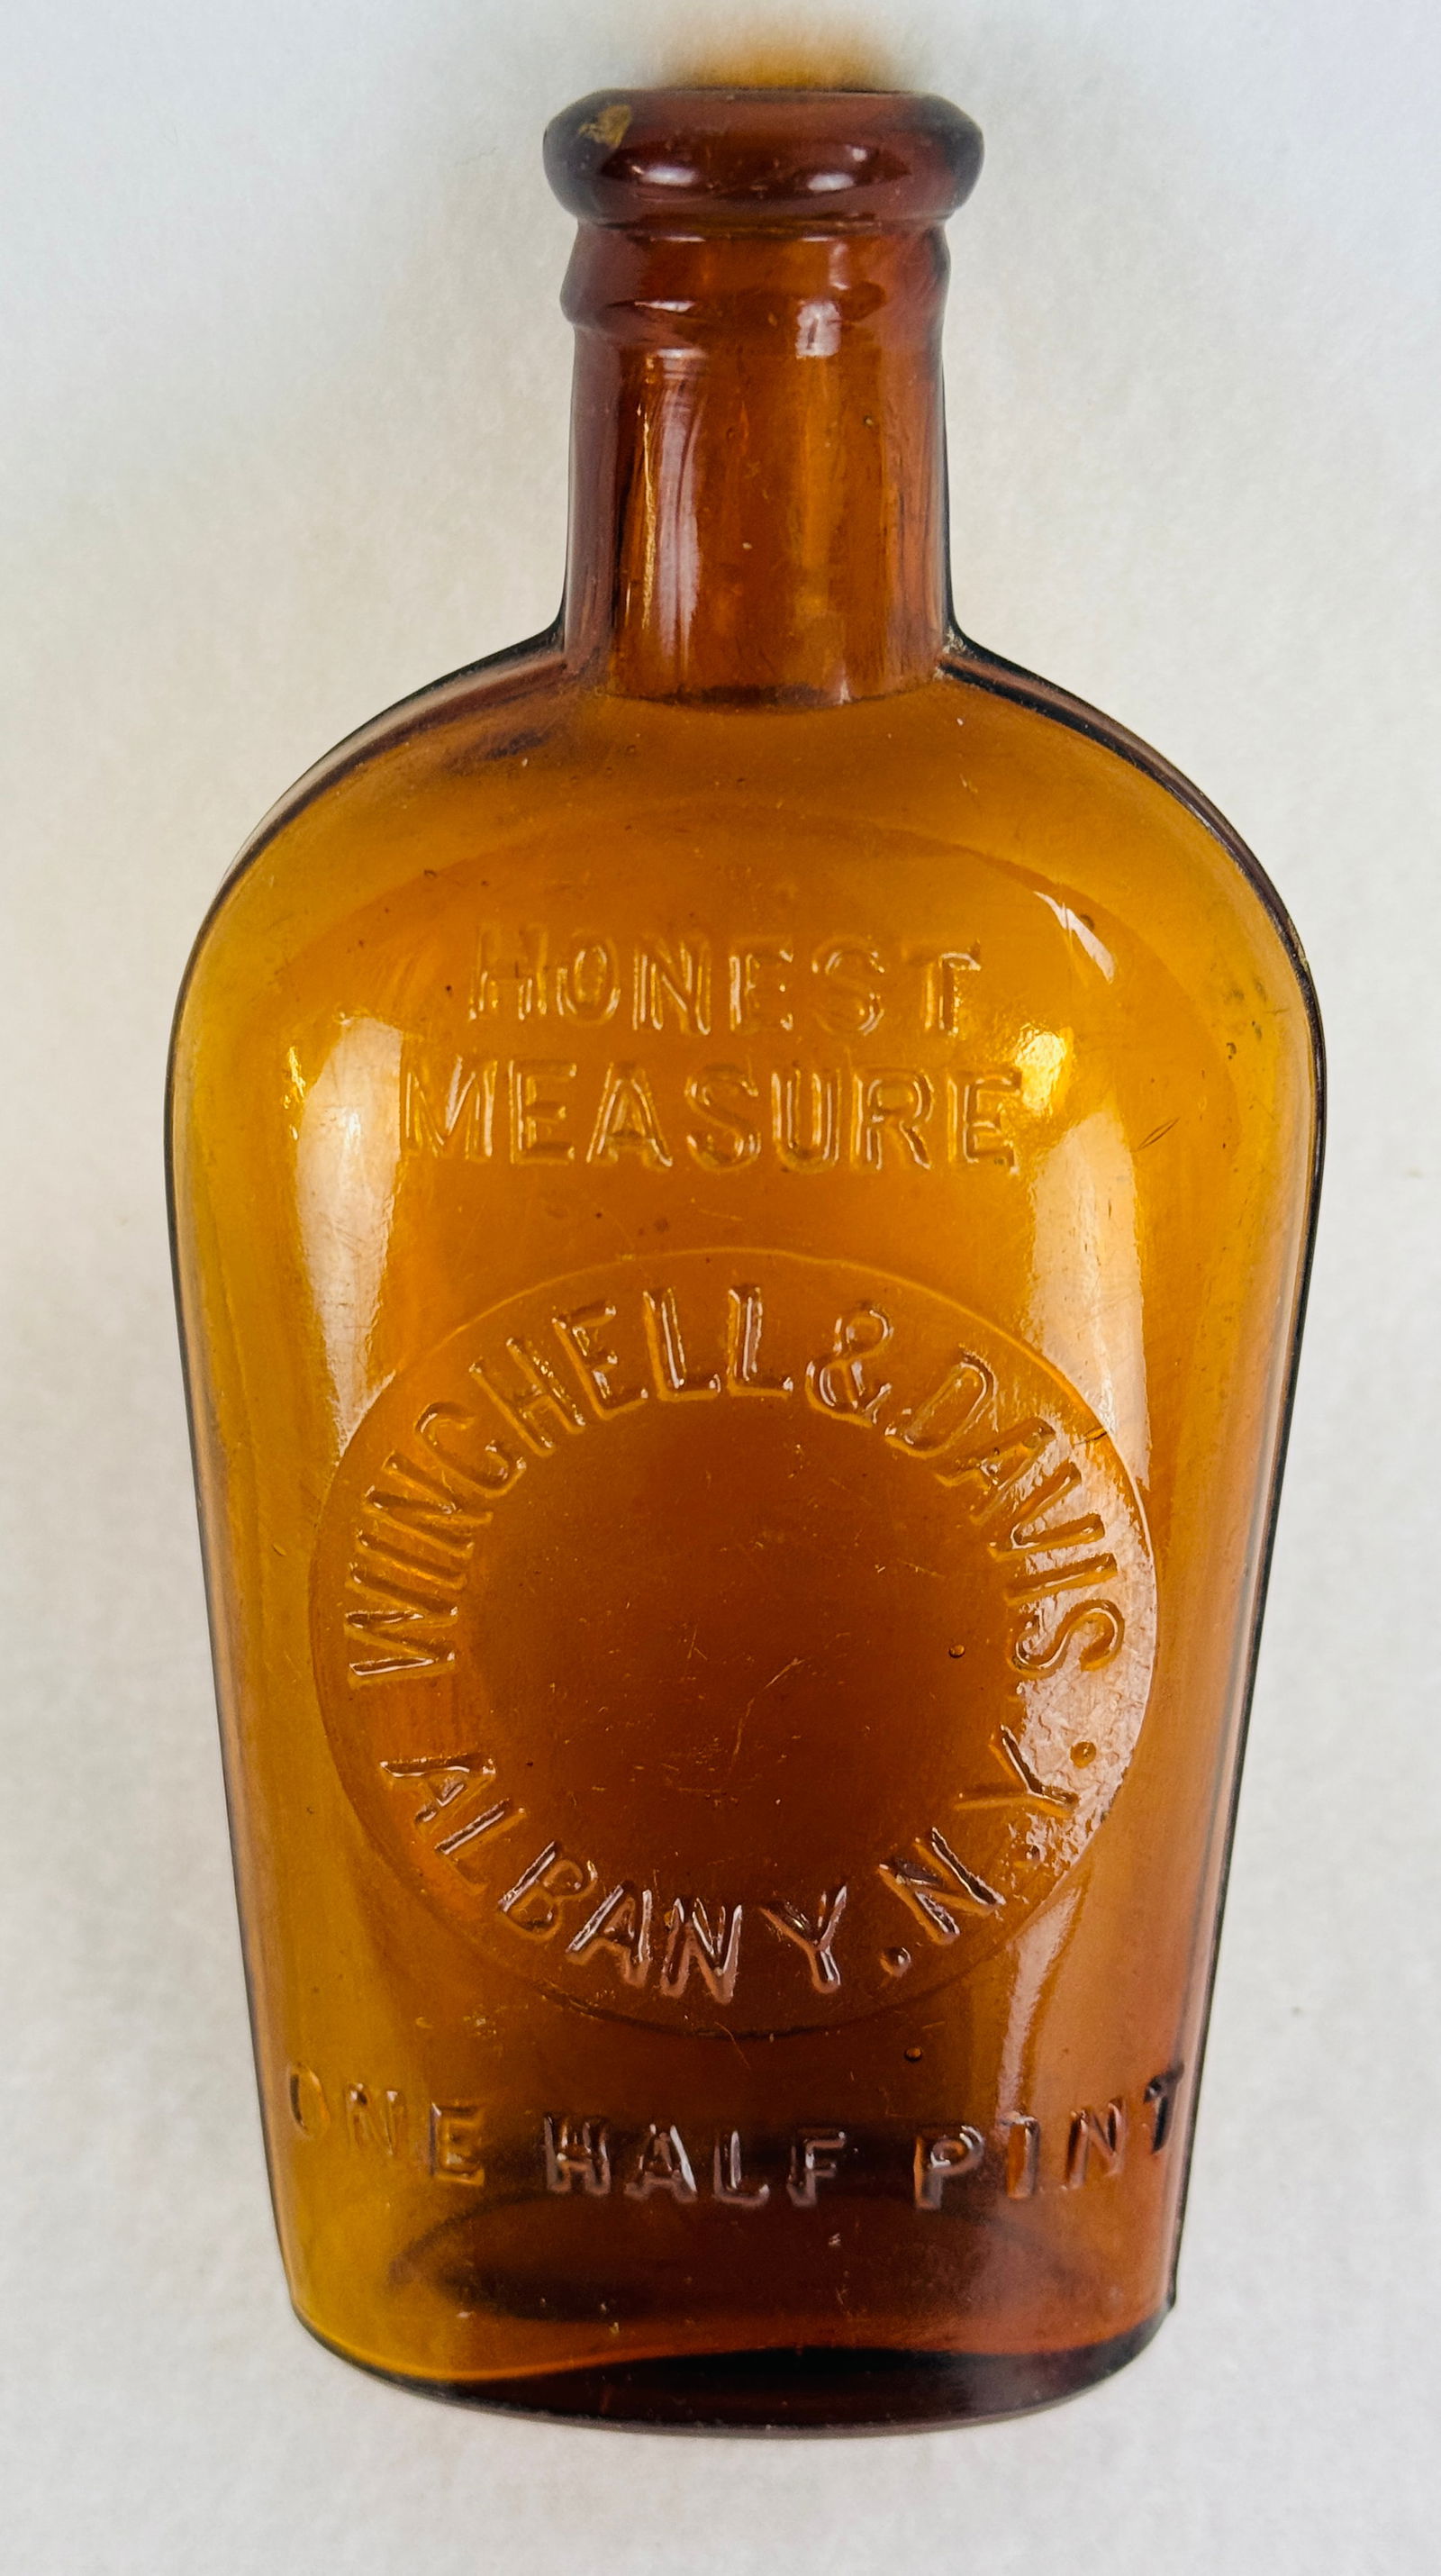 HONEST
MEASURE
WINCHELL & DAVIS.
ALBANY. N.Y.
ONE HALF PINT